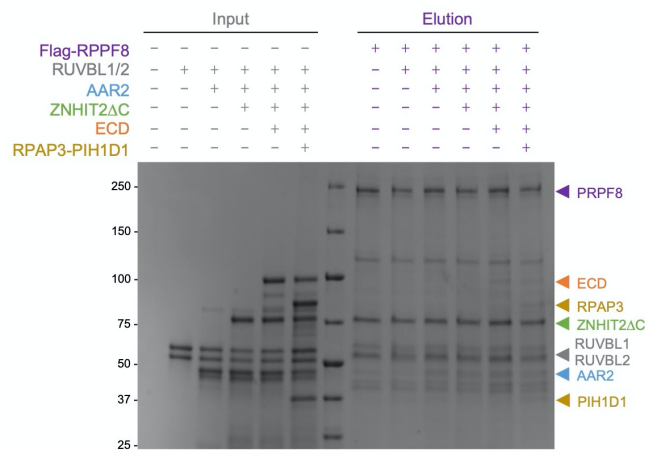 Input Elution
Flag-RPPF8 – – – – – – + + + + + +
RUVBL1/2 – + + + + + – + + + + +
AAR2 – – + + + + – – + + + +
ZNHIT2ΔC – – – + + + – – – + + +
ECD – – – – + + – – – – + +
RPAP3-PIH1D1 – – – – – + – – – – – +
250 -
PRPF8
150 -
100 -
ECD
RPAP3
75 -
ZNHIT2ΔC
RUVBL1
50 -
RUVBL2
AAR2
37 -
PIH1D1
25 -